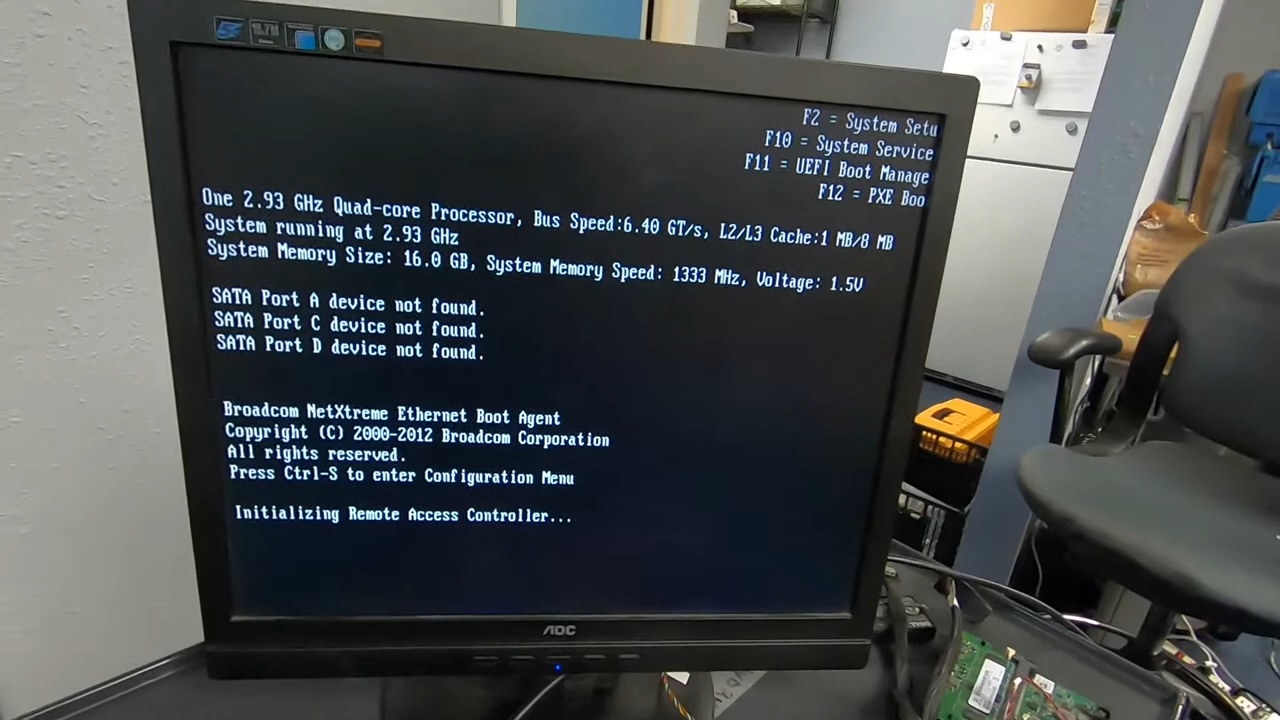 F2 = System Setu
F10 = System Service
F11 = UEFI Boot Manage
F12 = PXE Boo
One 2.93 GHz Quad-core Processor, Bus Speed:6.40 GT/s, L2/L3 Cache:1 MB/8 MB
System running at 2.93 GHz
System Memory Size: 16.0 GB, System Memory Speed: 1333 MHz, Voltage: 1.5V
SATA Port A device not found.
SATA Port C device not found.
SATA Port D device not found.
Broadcom NetXtreme Ethernet Boot Agent
Copyright (C) 2000-2012 Broadcom Corporation
All rights reserved.
Press Ctrl-S to enter Configuration Menu
Initializing Remote Access Controller...
AOC